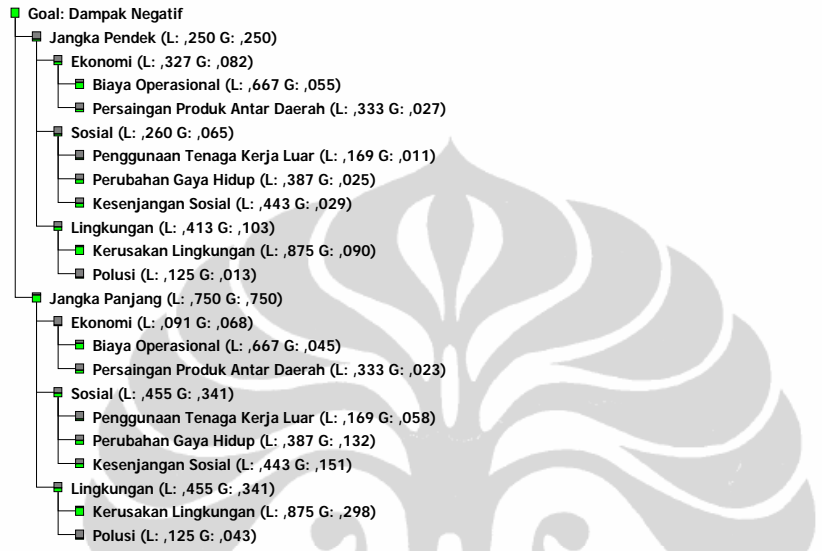 Goal: Dampak Negatif
Jangka Pendek (L: ,250 G: ,250)
Ekonomi (L: ,327 G: ,082)
Biaya Operasional (L: ,667 G: ,055)
Persaingan Produk Antar Daerah (L: ,333 G: ,027)
Sosial (L: ,260 G: ,065)
Penggunaan Tenaga Kerja Luar (L: ,169 G: ,011)
Perubahan Gaya Hidup (L: ,387 G: ,025)
Kesenjangan Sosial (L: ,443 G: ,029)
Lingkungan (L: ,413 G: ,103)
Kerusakan Lingkungan (L: ,875 G: ,090)
Polusi (L: ,125 G: ,013)
Jangka Panjang (L: ,750 G: ,750)
Ekonomi (L: ,091 G: ,068)
Biaya Operasional (L: ,667 G: ,045)
Persaingan Produk Antar Daerah (L: ,333 G: ,023)
Sosial (L: ,455 G: ,341)
Penggunaan Tenaga Kerja Luar (L: ,169 G: ,058)
Perubahan Gaya Hidup (L: ,387 G: ,132)
Kesenjangan Sosial (L: ,443 G: ,151)
Lingkungan (L: ,455 G: ,341)
Kerusakan Lingkungan (L: ,875 G: ,298)
Polusi (L: ,125 G: ,043)